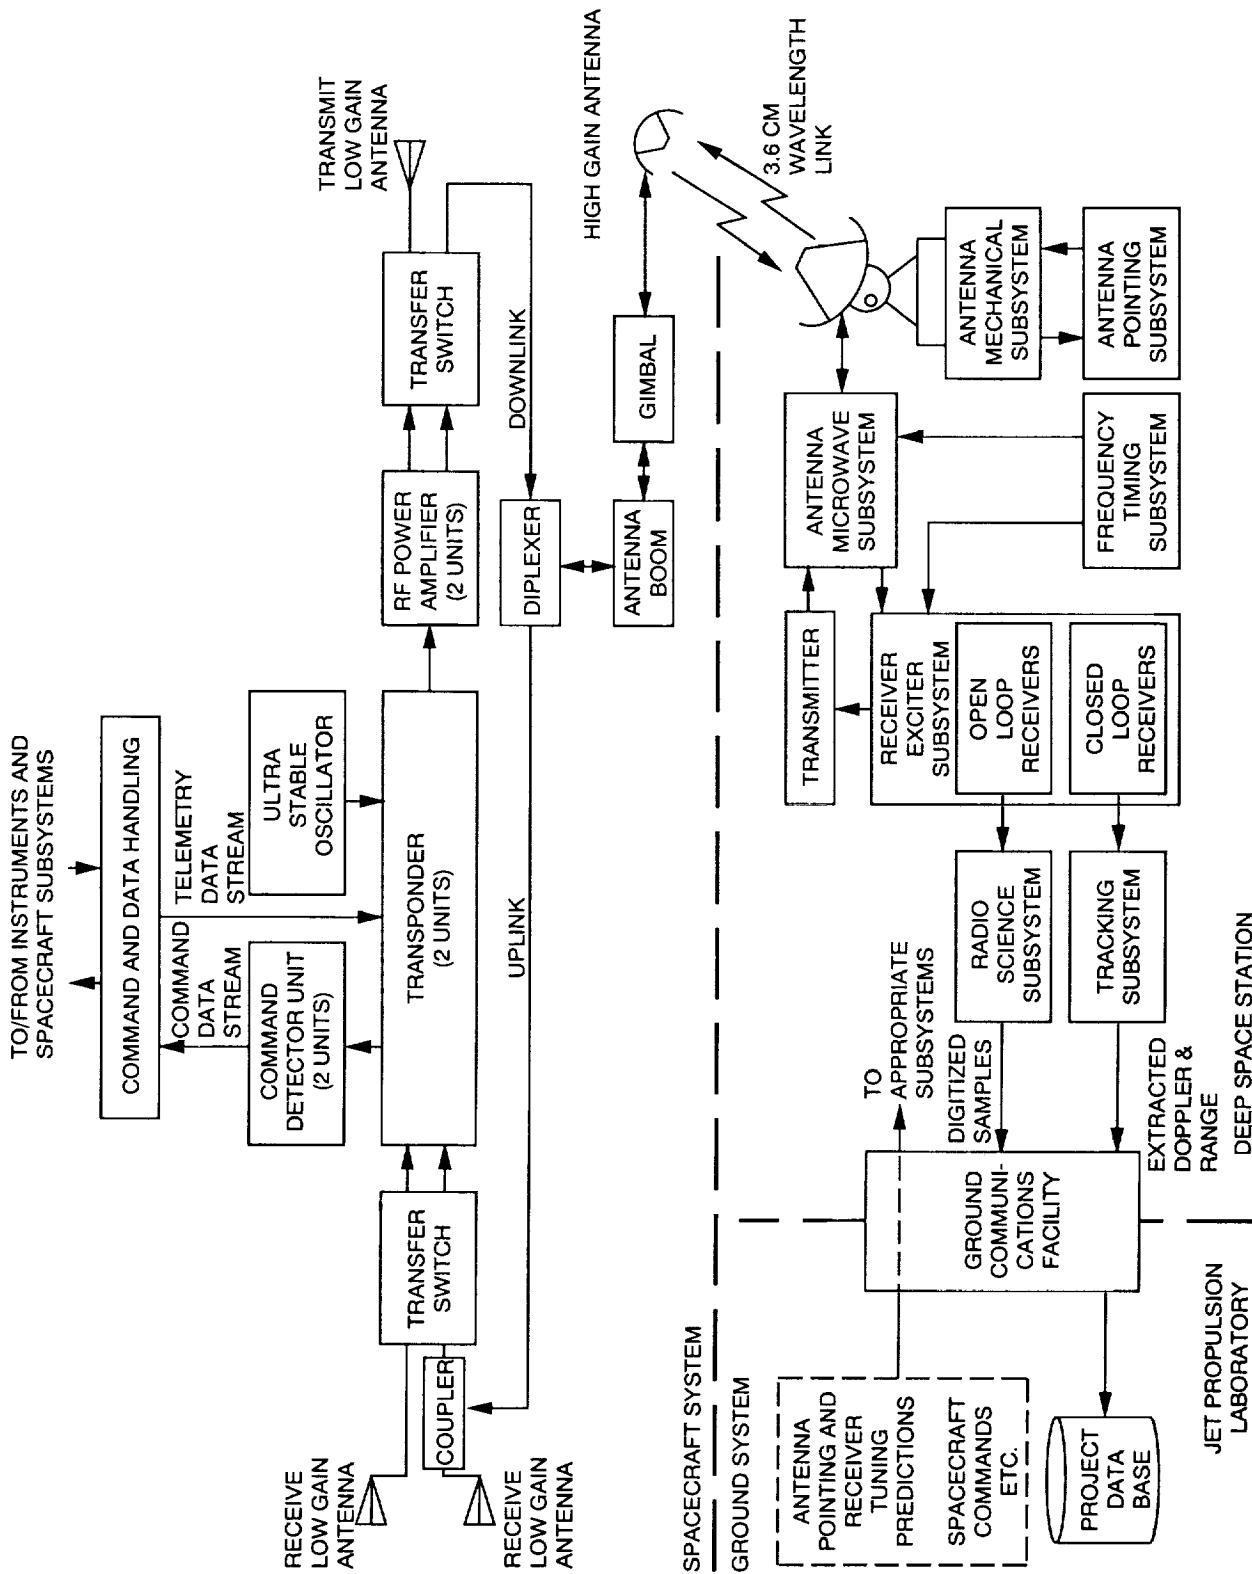 TO/FROM INSTRUMENTS AND
SPACECRAFT SUBSYSTEMS
COMMAND AND DATA HANDLING
COMMAND
DATA
STREAM
TELEMETRY
DATA
STREAM
COMMAND
DETECTOR UNIT
(2 UNITS)
ULTRA
STABLE
OSCILLATOR
RECEIVE
LOW GAIN
ANTENNA
TRANSFER
SWITCH
TRANSPONDER
(2 UNITS)
RF POWER
AMPLIFIER
(2 UNITS)
TRANSFER
SWITCH
TRANSMIT
LOW GAIN
ANTENNA
COUPLER
RECEIVE
LOW GAIN
ANTENNA
UPLINK
DIPLEXER
DOWNLINK
ANTENNA
BOOM
GIMBAL
HIGH GAIN ANTENNA
SPACECRAFT SYSTEM
GROUND SYSTEM
3.6 CM
WAVELENGTH
LINK
ANTENNA
POINTING AND
RECEIVER
TUNING
PREDICTIONS
SPACECRAFT
COMMANDS
ETC.
TO
APPROPRIATE
SUBSYSTEMS
TRANSMITTER
ANTENNA
MICROWAVE
SUBSYSTEM
RECEIVER
EXCITER
SUBSYSTEM
OPEN
LOOP
RECEIVERS
CLOSED
LOOP
RECEIVERS
ANTENNA
MECHANICAL
SUBSYSTEM
GROUND
COMMUNI-
CATIONS
FACILITY
DIGITIZED
SAMPLES
RADIO
SCIENCE
SUBSYSTEM
PROJECT
DATA
BASE
EXTRACTED
DOPPLER &
RANGE
TRACKING
SUBSYSTEM
FREQUENCY
TIMING
SUBSYSTEM
ANTENNA
POINTING
SUBSYSTEM
JET PROPULSION
LABORATORY
DEEP SPACE STATION